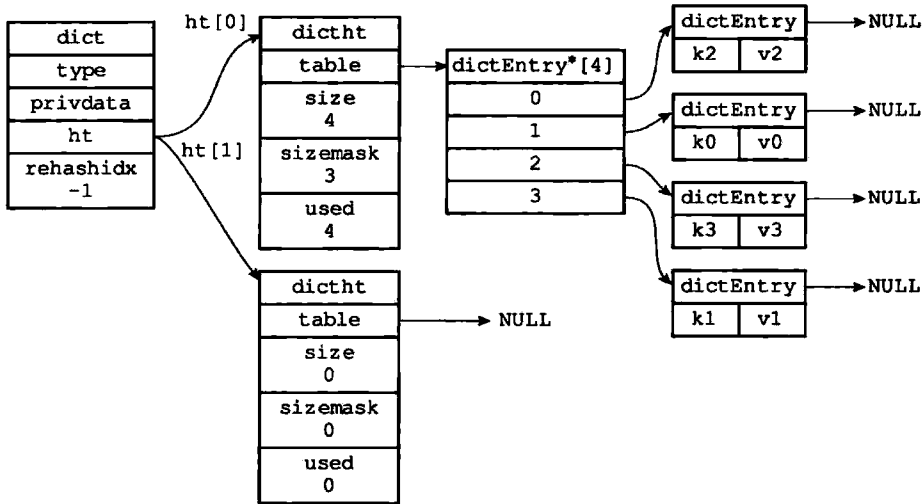 dict
type
privdata
ht
rehashidx
-1
ht[0]
ht[1]
dictht
table
size
4
sizemask
3
used
4
dictht
table
NULL
size
0
sizemask
0
used
0
dictEntry*[4]
0
1
2
3
dictEntry
NULL
k2 v2
dictEntry
NULL
k0 v0
dictEntry
NULL
k3 v3
dictEntry
NULL
k1 v1